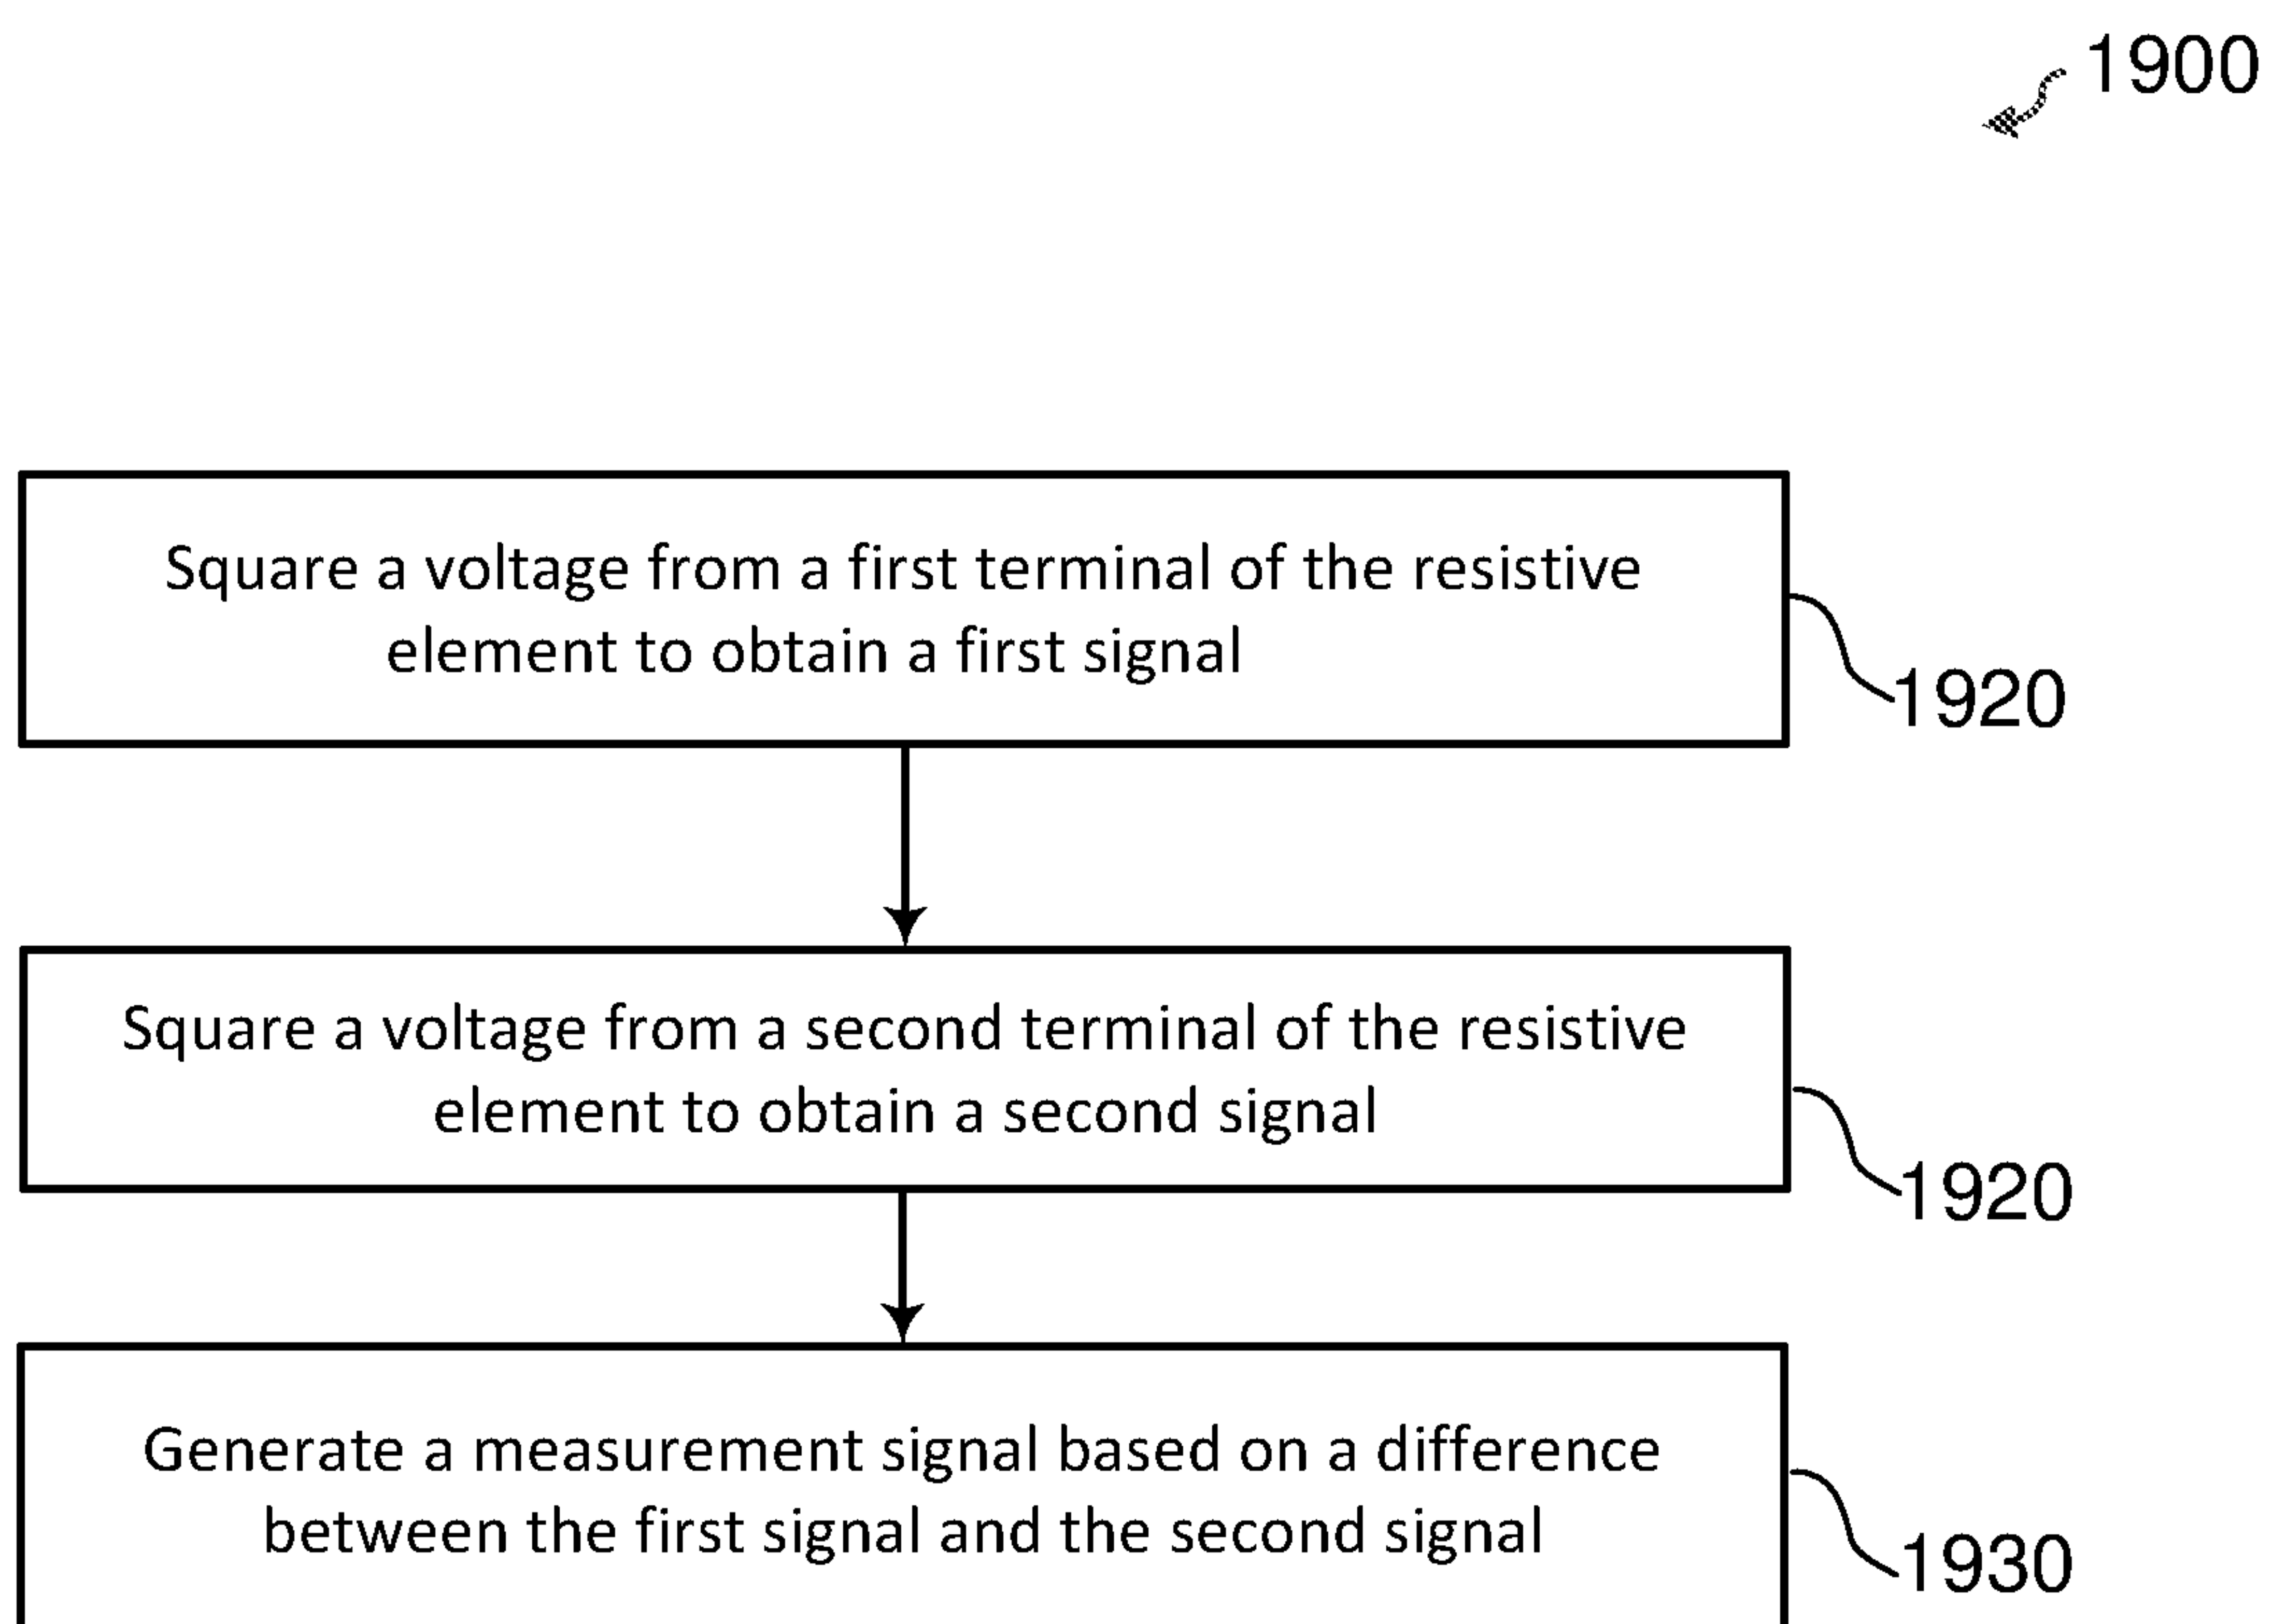 1900
Square a voltage from a first terminal of the resistive
element to obtain a first signal
1920
Square a voltage from a second terminal of the resistive
element to obtain a second signal
1920
Generate a measurement signal based on a difference
between the first signal and the second signal
1930